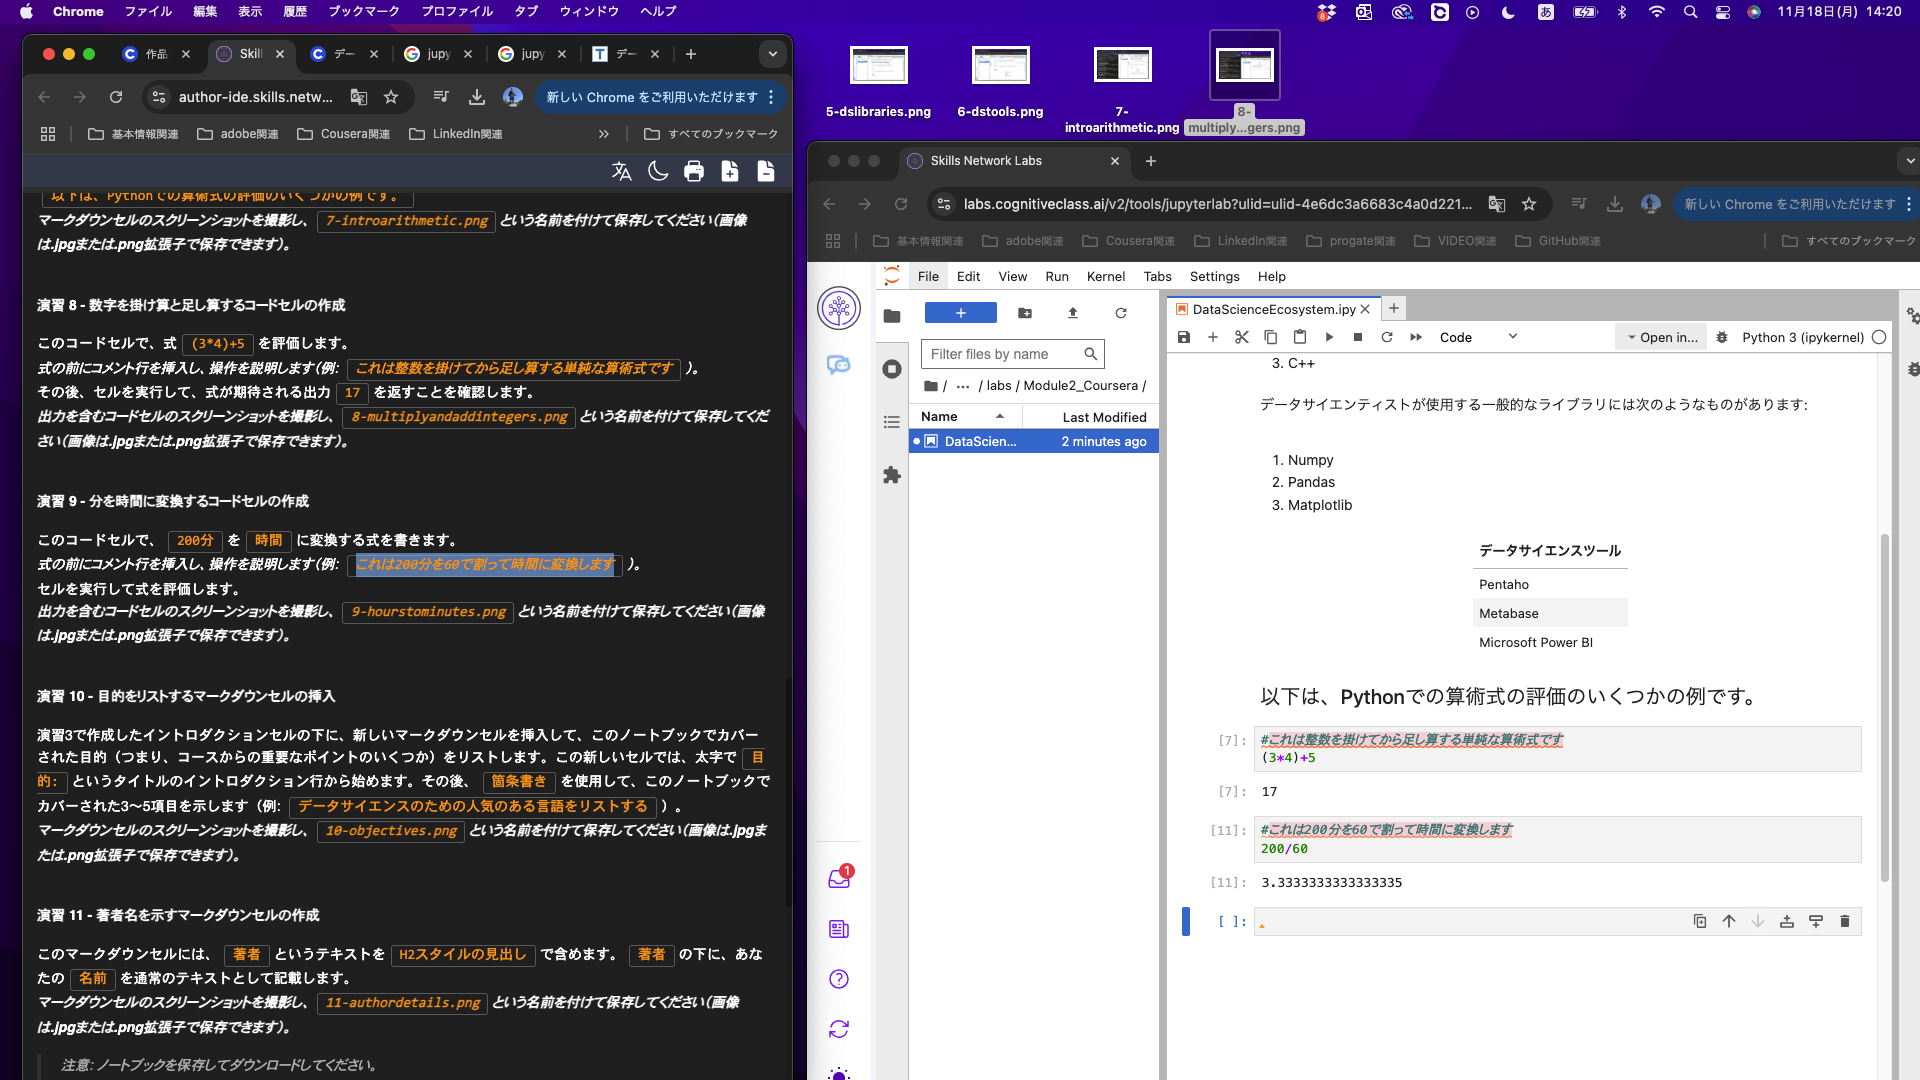 Chrome ファイル 編集 表示 履歴 ブックマーク プロファイル タブ ウィンドウ ヘルプ
8 あ 11月18日(月) 14:20
作品 Skill デー jupy jupy デー
author-ide.skills.netw... 新しい Chrome をご利用いただけます
基本情報関連 adobe関連 Cousera関連 LinkedIn関連 すべてのブックマーク
以下は、Pythonでの算術式の評価のいくつかの例です。
マークダウンセルのスクリーンショットを撮影し、 7-introarithmetic.png という名前を付けて保存してください（画像
は.jpgまたは.png拡張子で保存できます）。
演習 8 - 数字を掛け算と足し算するコードセルの作成
このコードセルで、式 (3*4)+5 を評価します。
式の前にコメント行を挿入し、操作を説明します（例: これは整数を掛けてから足し算する単純な算術式です ）。
その後、セルを実行して、式が期待される出力 17 を返すことを確認します。
出力を含むコードセルのスクリーンショットを撮影し、 8-multiplyandaddintegers.png という名前を付けて保存してくだ
さい（画像は.jpgまたは.png拡張子で保存できます）。
演習 9 - 分を時間に変換するコードセルの作成
このコードセルで、 200分 を 時間 に変換する式を書きます。
式の前にコメント行を挿入し、操作を説明します（例: これは200分を60で割って時間に変換します ）。
セルを実行して式を評価します。
出力を含むコードセルのスクリーンショットを撮影し、 9-hourstominutes.png という名前を付けて保存してください（画像
は.jpgまたは.png拡張子で保存できます）。
演習 10 - 目的をリストするマークダウンセルの挿入
演習3で作成したイントロダクションセルの下に、新しいマークダウンセルを挿入して、このノートブックでカバー
された目的（つまり、コースからの重要なポイントのいくつか）をリストします。この新しいセルでは、太字で 目
的: というタイトルのイントロダクション行から始めます。その後、 箇条書き を使用して、このノートブックで
カバーされた3〜5項目を示します（例: データサイエンスのための人気のある言語をリストする ）。
マークダウンセルのスクリーンショットを撮影し、 10-objectives.png という名前を付けて保存してください（画像は.jpgま
たは.png拡張子で保存できます）。
演習 11 - 著者名を示すマークダウンセルの作成
このマークダウンセルには、 著者 というテキストを H2スタイルの見出し で含めます。 著者 の下に、あな
たの 名前 を通常のテキストとして記載します。
マークダウンセルのスクリーンショットを撮影し、 11-authordetails.png という名前を付けて保存してください（画像
は.jpgまたは.png拡張子で保存できます）。
注意: ノートブックを保存してダウンロードしてください。
5-dslibraries.png
6-dstools.png
7-
introarithmetic.png
8-
multiply...gers.png
Skills Network Labs
labs.cognitiveclass.ai/v2/tools/jupyterlab?ulid=ulid-4e6dc3a6683c4a0d221... 新しい Chrome をご利用いただけます
基本情報関連 adobe関連 Cousera関連 LinkedIn関連 progate関連 VIDEO関連 GitHub関連 すべてのブックマーク
File Edit View Run Kernel Tabs Settings Help
Filter files by name
/ ... / labs / Module2_Coursera /
Name Last Modified
DataScien... 2 minutes ago
1
DataScienceEcosystem.ipy
Code Open in... Python 3 (ipykernel)
3. C++
データサイエンティストが使用する一般的なライブラリには次のようなものがあります:
1. Numpy
2. Pandas
3. Matplotlib
データサイエンスツール
Pentaho
Metabase
Microsoft Power BI
以下は、Pythonでの算術式の評価のいくつかの例です。
[7]: #これは整数を掛けてから足し算する単純な算術式です
(3*4)+5
[7]: 17
[11]: #これは200分を60で割って時間に変換します
200/60
[11]: 3.3333333333333335
[ ]: